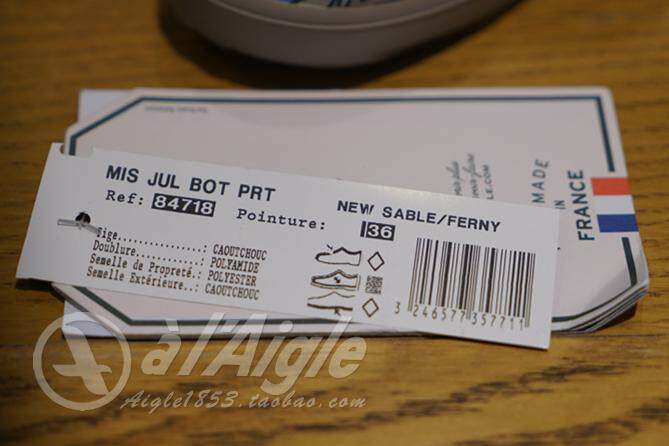 MIS JUL BOT PRT
Ref: 84718 Pointure: 36
NEW SABLE/FERNY
Tige....................: CAOUTCHOUC
Doublure................: POLYAMIDE
Semelle de Propreté.: POLYESTER
Semelle Extérieure..: CAOUTCHOUC
3 246577 357711
MADE
IN
FRANCE
à l'Aigle
Aigle1853.taobao.com